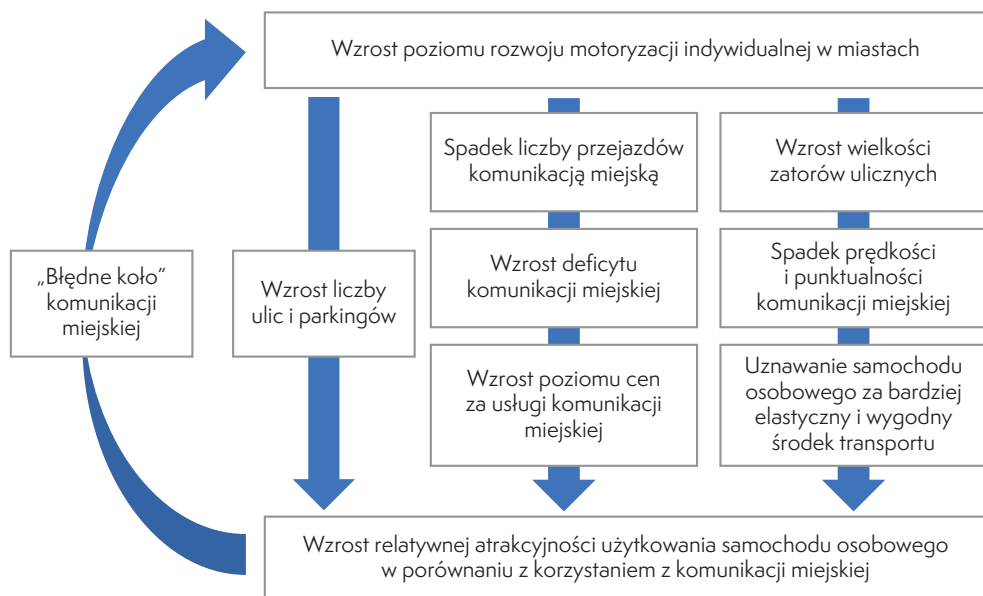 Wzrost poziomu rozwoju motoryzacji indywidualnej w miastach
Spadek liczby przejazdów
komunikacją miejską
Wzrost wielkości
zatorów ulicznych
„Błędne koło”
komunikacji
miejskiej
Wzrost liczby
ulic i parkingów
Wzrost deficytu
komunikacji miejskiej
Spadek prędkości
i punktualności
komunikacji miejskiej
Wzrost poziomu cen
za usługi komunikacji
miejskiej
Uznawanie samochodu
osobowego za bardziej
elastyczny i wygodny
środek transportu
Wzrost relatywnej atrakcyjności użytkowania samochodu osobowego
w porównaniu z korzystaniem z komunikacji miejskiej